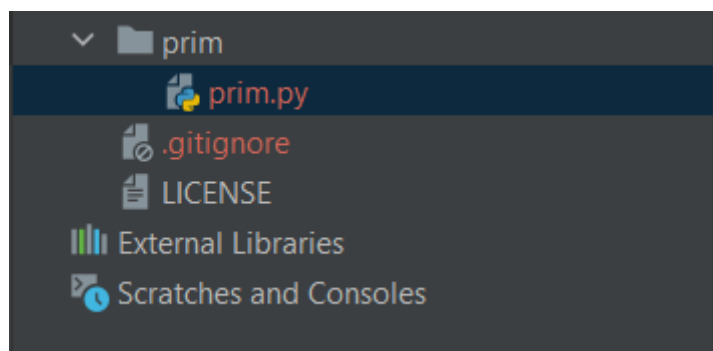 prim
prim.py
.gitignore
LICENSE
External Libraries
Scratches and Consoles